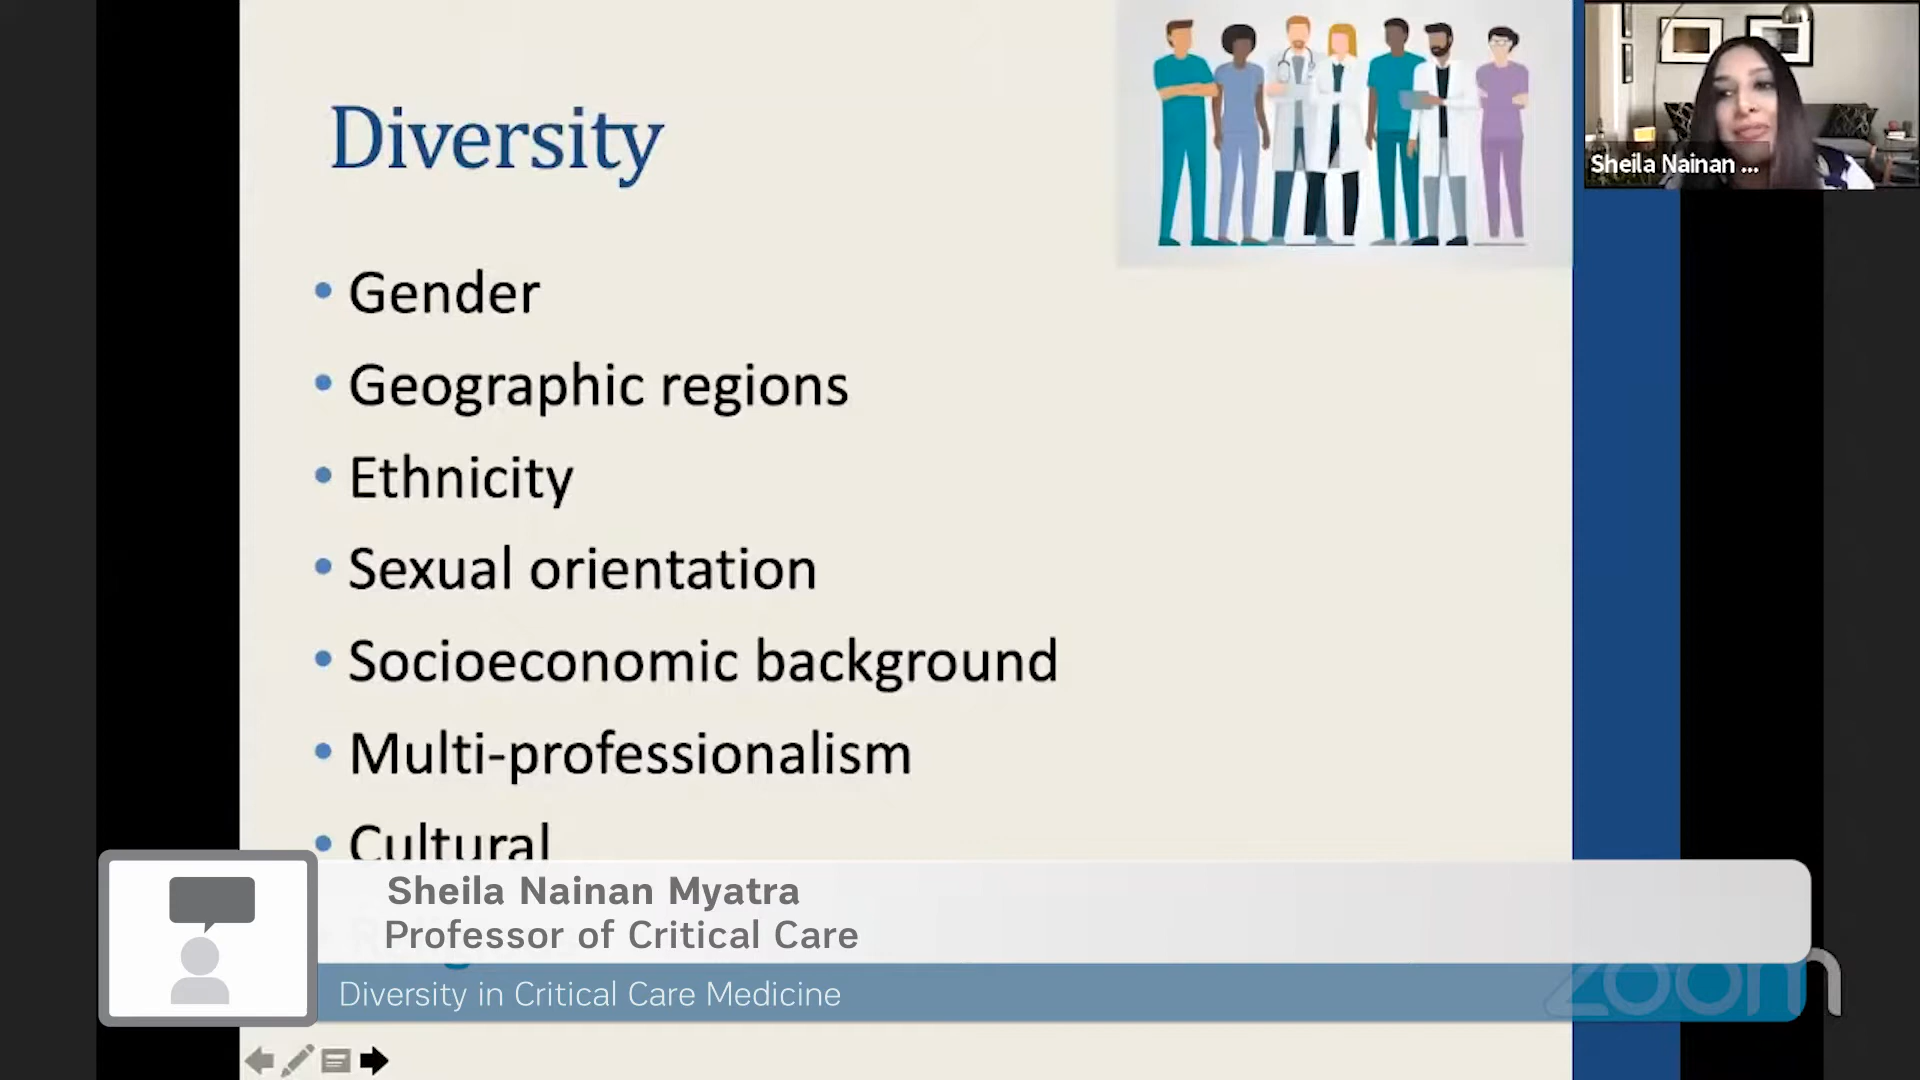 Diversity
Sheila Nainan ...
• Gender
• Geographic regions
• Ethnicity
• Sexual orientation
• Socioeconomic background
• Multi-professionalism
• Cultural
Sheila Nainan Myatra
Professor of Critical Care
Diversity in Critical Care Medicine
zoom